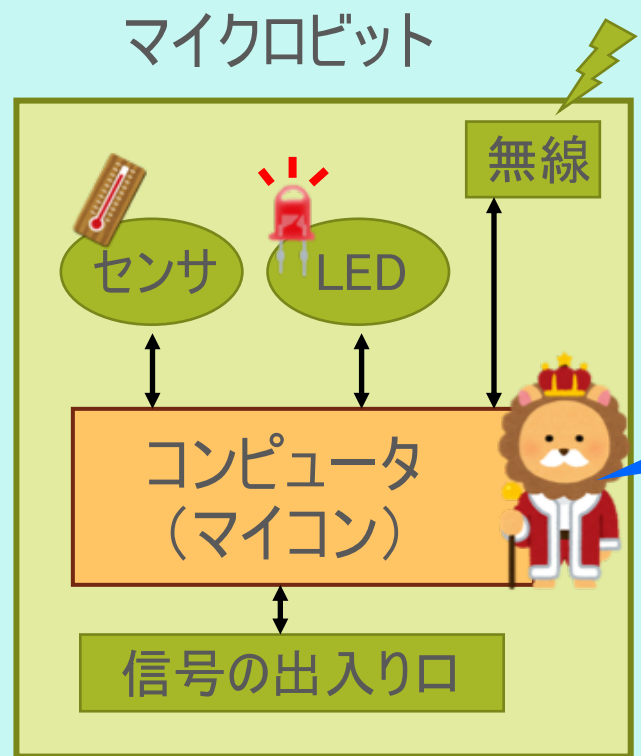 マイクロビット
無線
センサ
LED
コンピュータ
（マイコン）
信号の出入り口